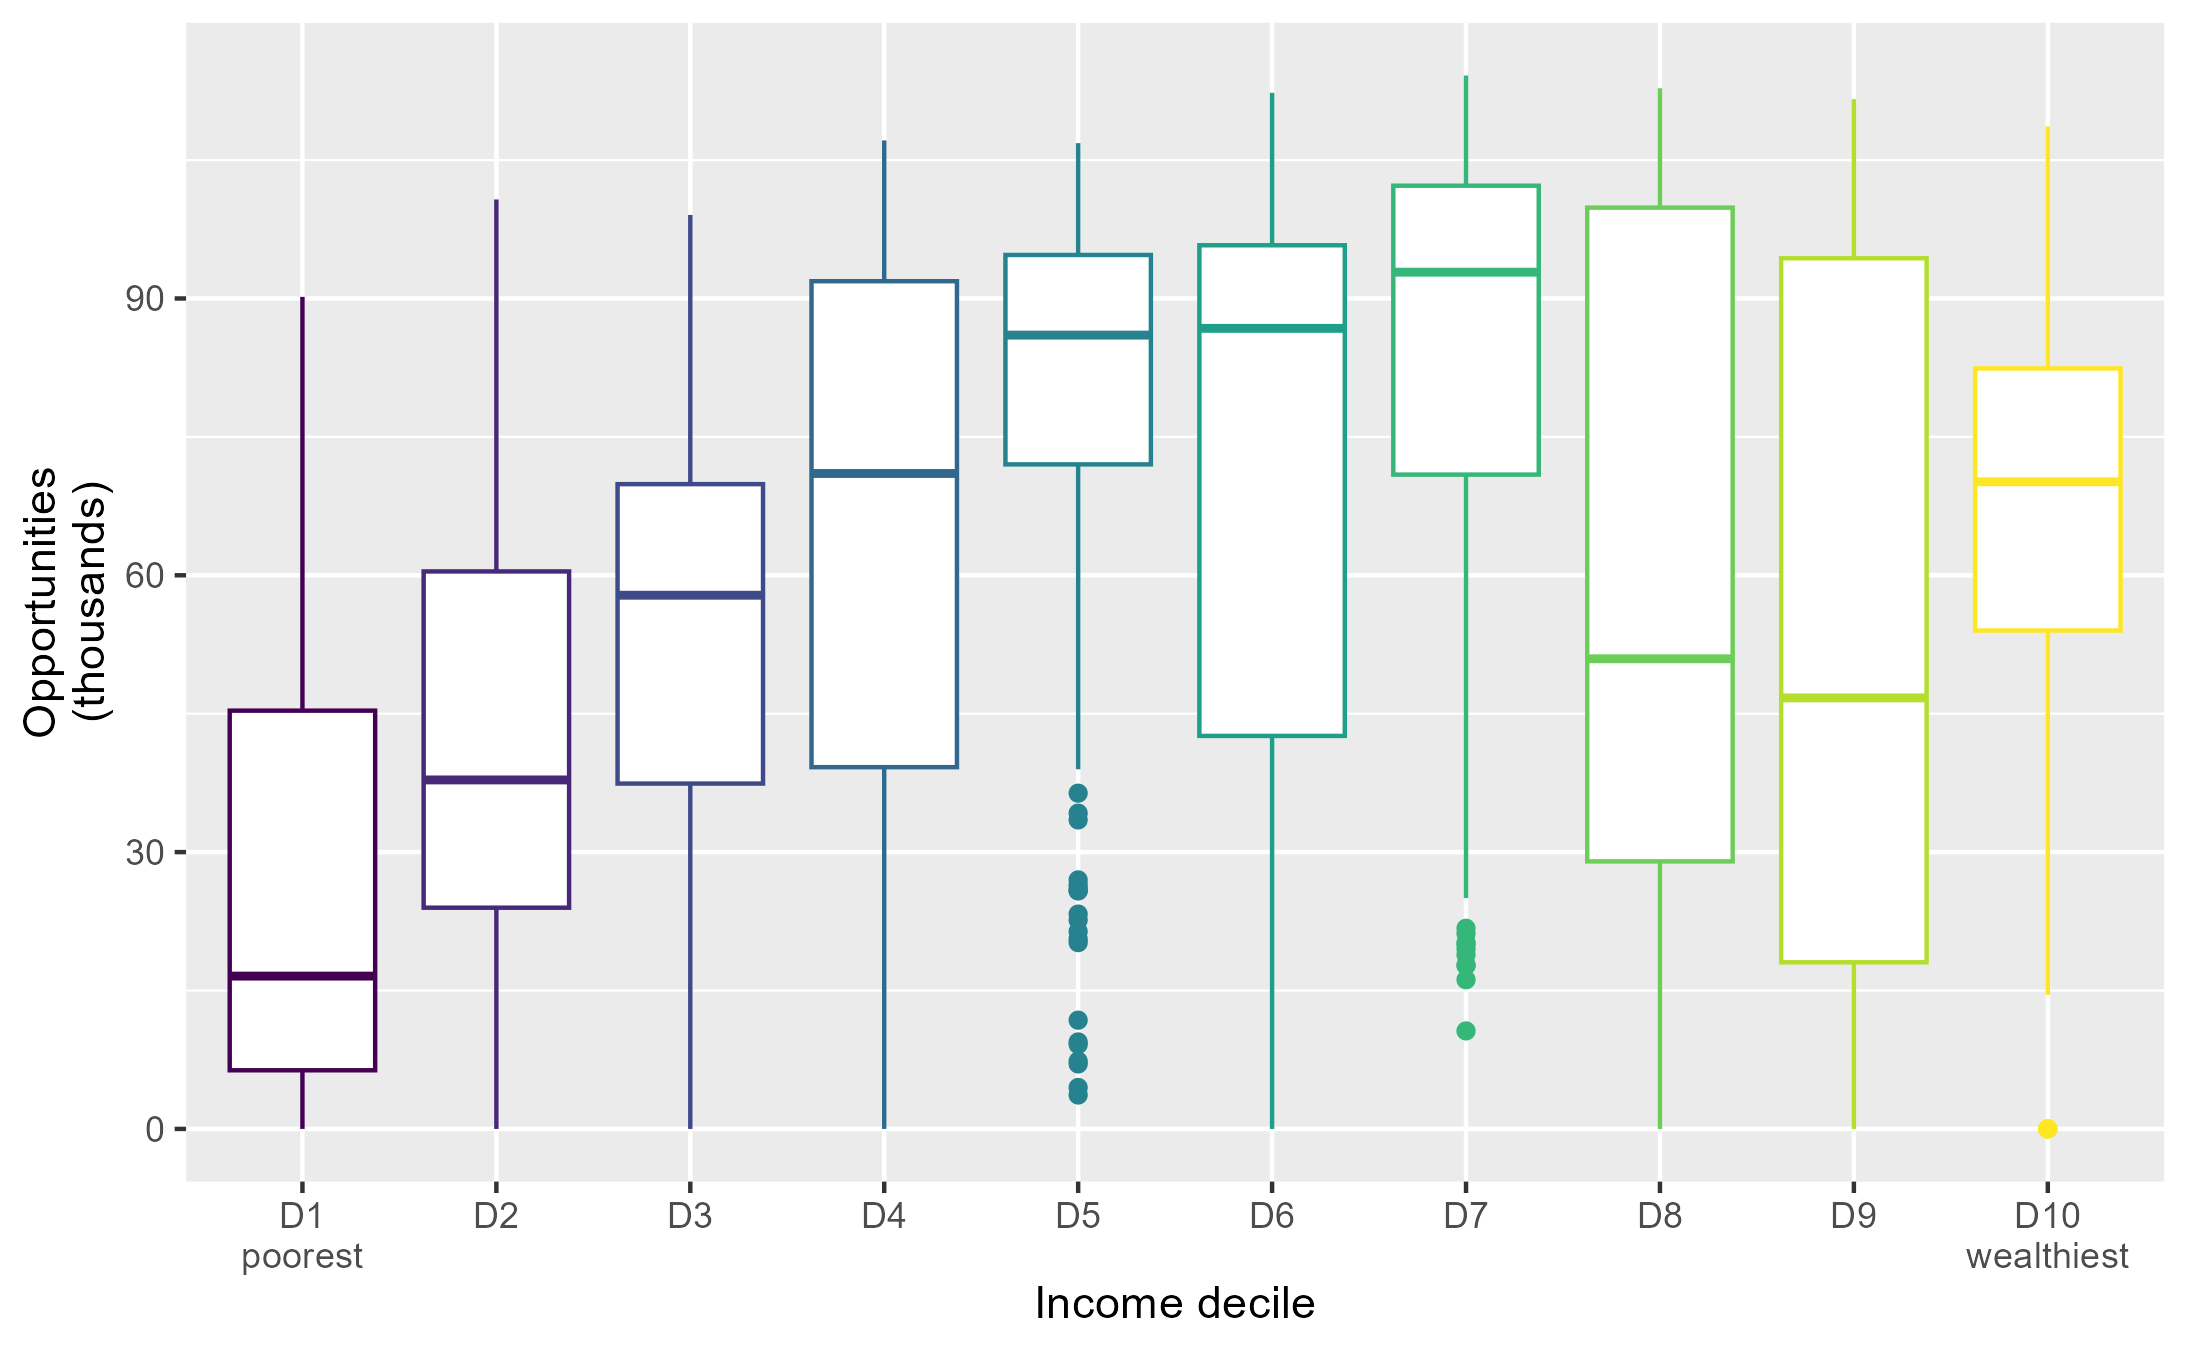 Opportunities
(thousands)
90
60
30
0
D1
poorest
D2
D3
D4
D5
D6
D7
D8
D9
D10
wealthiest
Income decile